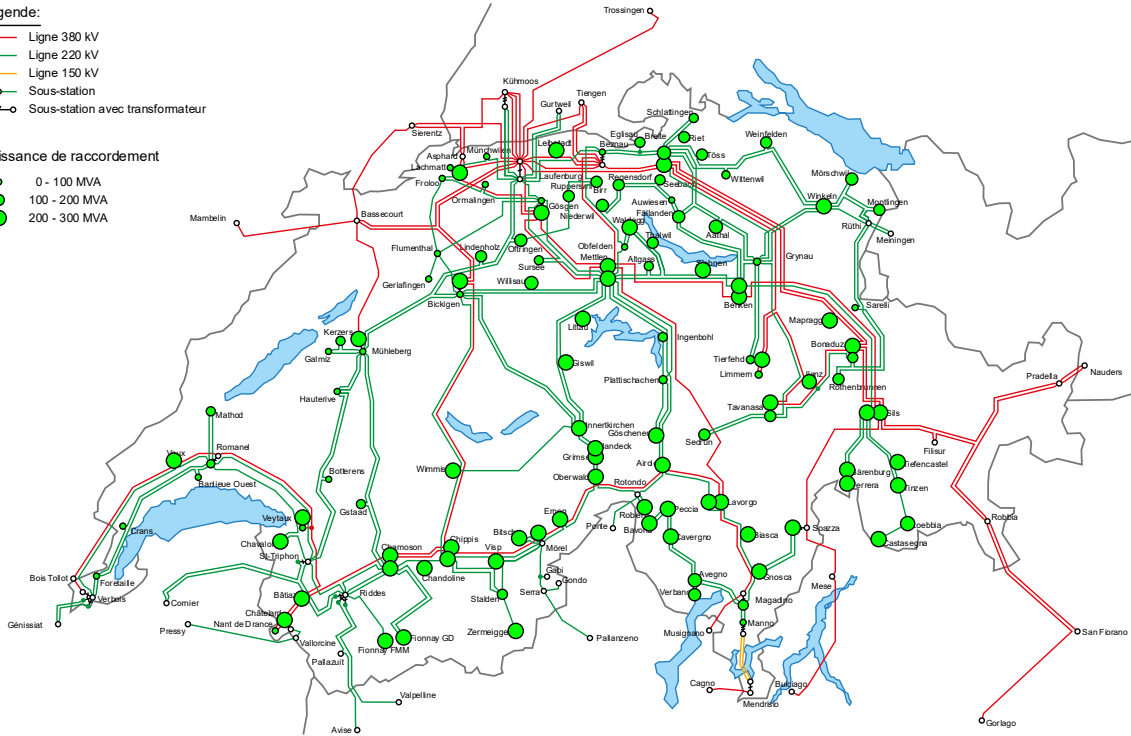 gende:
Ligne 380 kV
Ligne 220 kV
Ligne 150 kV
Sous-station
Sous-station avec transformateur
issance de raccordement
0 - 100 MVA
100 - 200 MVA
200 - 300 MVA
Trossingen
Kühmoos
Tiengen
Gurtweil
Schlattingen
Sierentz
Eglisau
Breite
Riet
Weinfelden
Leibstadt
Beznau
Asphard
Münchwilen
Töss
Lachmatt
Laufenburg
Regensdorf
Seebach
Wittenwil
Mörschwil
Froloo
Rupperswil
Birr
Ormalingen
Auwiesen
Winkeln
Montlingen
Mambelin
Bassecourt
Gösgen
Niederwil
Fällanden
Waldegg
Aathal
Rüthi
Meiningen
Flumenthal
Lindenholz
Oftringen
Obfelden
Thalwil
Mettlen
Altgass
Grynau
Sursee
Siebnen
Gerlafingen
Willisau
Bickigen
Benken
Sarelli
Mapragg
Littau
Kerzers
Ingenbohl
Galmiz
Mühleberg
Bonaduz
Giswil
Tierfehd
Limmern
Ilnz
Rothenbrunnen
Plattischachen
Pradella
Nauders
Hauterive
Tavanasa
Mathod
Innertkirchen
Göschenen
Sedrun
Sils
Romanel
Handeck
Vaux
Grimsel
Filisur
Wimmis
Airolo
Bärenburg
Tiefencastel
Banlieue Ouest
Botterens
Oberwald
Rotondo
Ferrera
Tinzen
Gstaad
Lavorgo
Robiei
Peccia
Robbia
Crans
Veytaux
Ernen
Bavona
Ponte
Soazza
Löbbia
Chavalon
Bitsch
Cavergno
Biasca
Castasegna
St-Triphon
Chamoson
Chippis
Visp
Mörel
Bois Tollot
Foretaille
Chandoline
Gabi
Gondo
Avegno
Gnosca
Mese
Verbois
Cornier
Bâtiaz
Riddes
Stalden
Serra
Verbano
Magadino
Génissiat
Pressy
Châtelard
Nant de Drance
Vallorcine
Fionnay GD
Zermeiggern
Pallanzeno
Musignano
Manno
San Fiorano
Pallazuit
Fionnay FMM
Valpelline
Cagno
Bulciago
Mendrisio
Avise
Gorlago